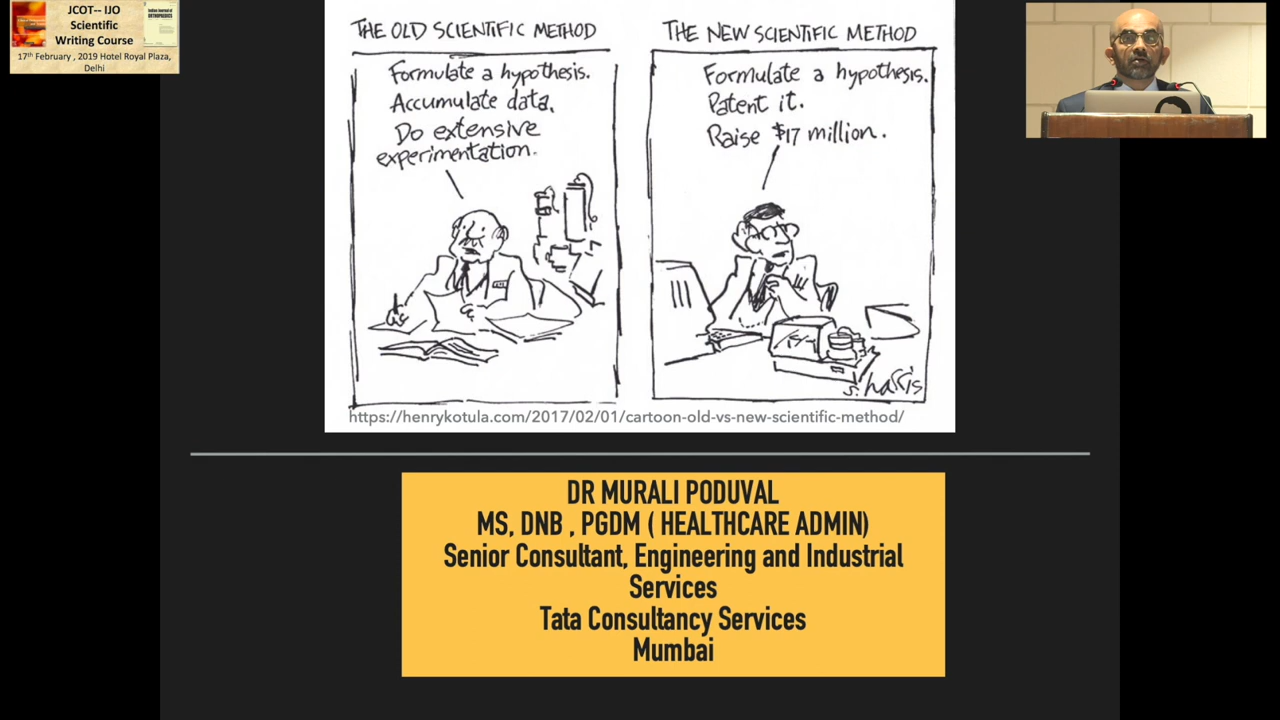 JCOT-- IJO
Scientific
Writing Course
17th February , 2019 Hotel Royal Plaza,
Delhi
THE OLD SCIENTIFIC METHOD
Formulate a hypothesis.
Accumulate data.
Do extensive
experimentation.
THE NEW SCIENTIFIC METHOD
Formulate a hypothesis.
Patent it.
Raise $17 million.
s. harris
https://henrykotula.com/2017/02/01/cartoon-old-vs-new-scientific-method/
DR MURALI PODUVAL
MS, DNB , PGDM ( HEALTHCARE ADMIN)
Senior Consultant, Engineering and Industrial
Services
Tata Consultancy Services
Mumbai